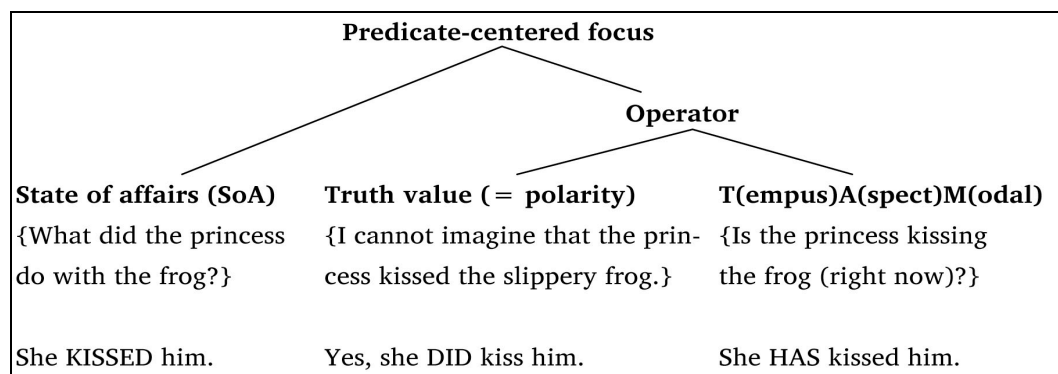 Predicate-centered focus
Operator
State of affairs (SoA)
{What did the princess
do with the frog?}
She KISSED him.
Truth value (= polarity)
{I cannot imagine that the prin-
cess kissed the slippery frog.}
Yes, she DID kiss him.
T(empus)A(spect)M(odal)
{Is the princess kissing
the frog (right now)?}
She HAS kissed him.